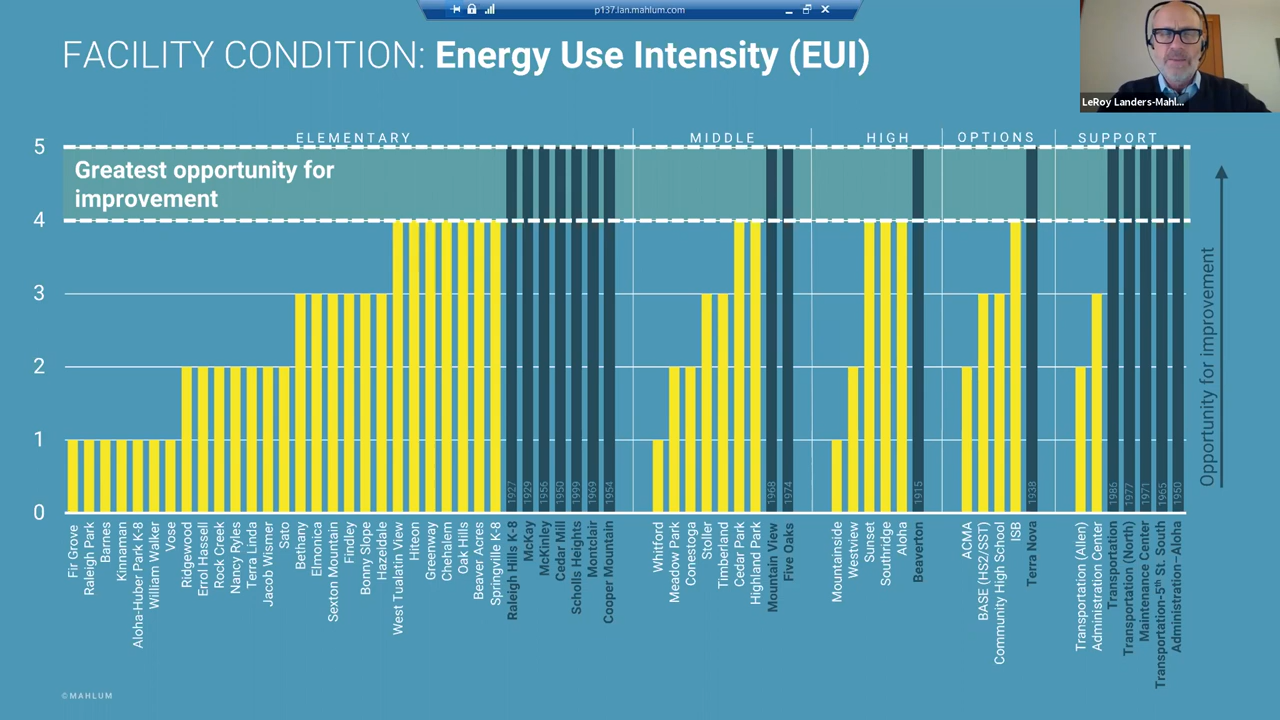 p137.lan.mahlum.com
FACILITY CONDITION: Energy Use Intensity (EUI)
LeRoy Landers-Mahl...
ELEMENTARY
MIDDLE
HIGH
OPTIONS
SUPPORT
5
Greatest opportunity for
improvement
4
3
2
1
0
Opportunity for improvement
1927
1929
1956
1950
1999
1969
1954
1968
1974
1915
1938
1986
1977
1971
1965
1950
Fir Grove
Raleigh Park
Barnes
Kinnaman
Aloha-Huber Park K-8
William Walker
Vose
Ridgewood
Errol Hassell
Rock Creek
Nancy Ryles
Terra Linda
Jacob Wismer
Sato
Bethany
Elmonica
Sexton Mountain
Findley
Bonny Slope
Hazeldale
West Tualatin View
Hiteon
Greenway
Chehalem
Oak Hills
Beaver Acres
Springville K-8
Raleigh Hills K-8
McKay
McKinley
Cedar Mill
Scholls Heights
Montclair
Cooper Mountain
Whitford
Meadow Park
Conestoga
Stoller
Timberland
Cedar Park
Highland Park
Mountain View
Five Oaks
Mountainside
Westview
Sunset
Southridge
Aloha
Beaverton
ACMA
BASE (HS2/SST)
Community High School
ISB
Terra Nova
Transportation (Allen)
Administration Center
Transportation
Transportation (North)
Maintenance Center
Transportation-5th St. South
Administration-Aloha
©MAHLUM